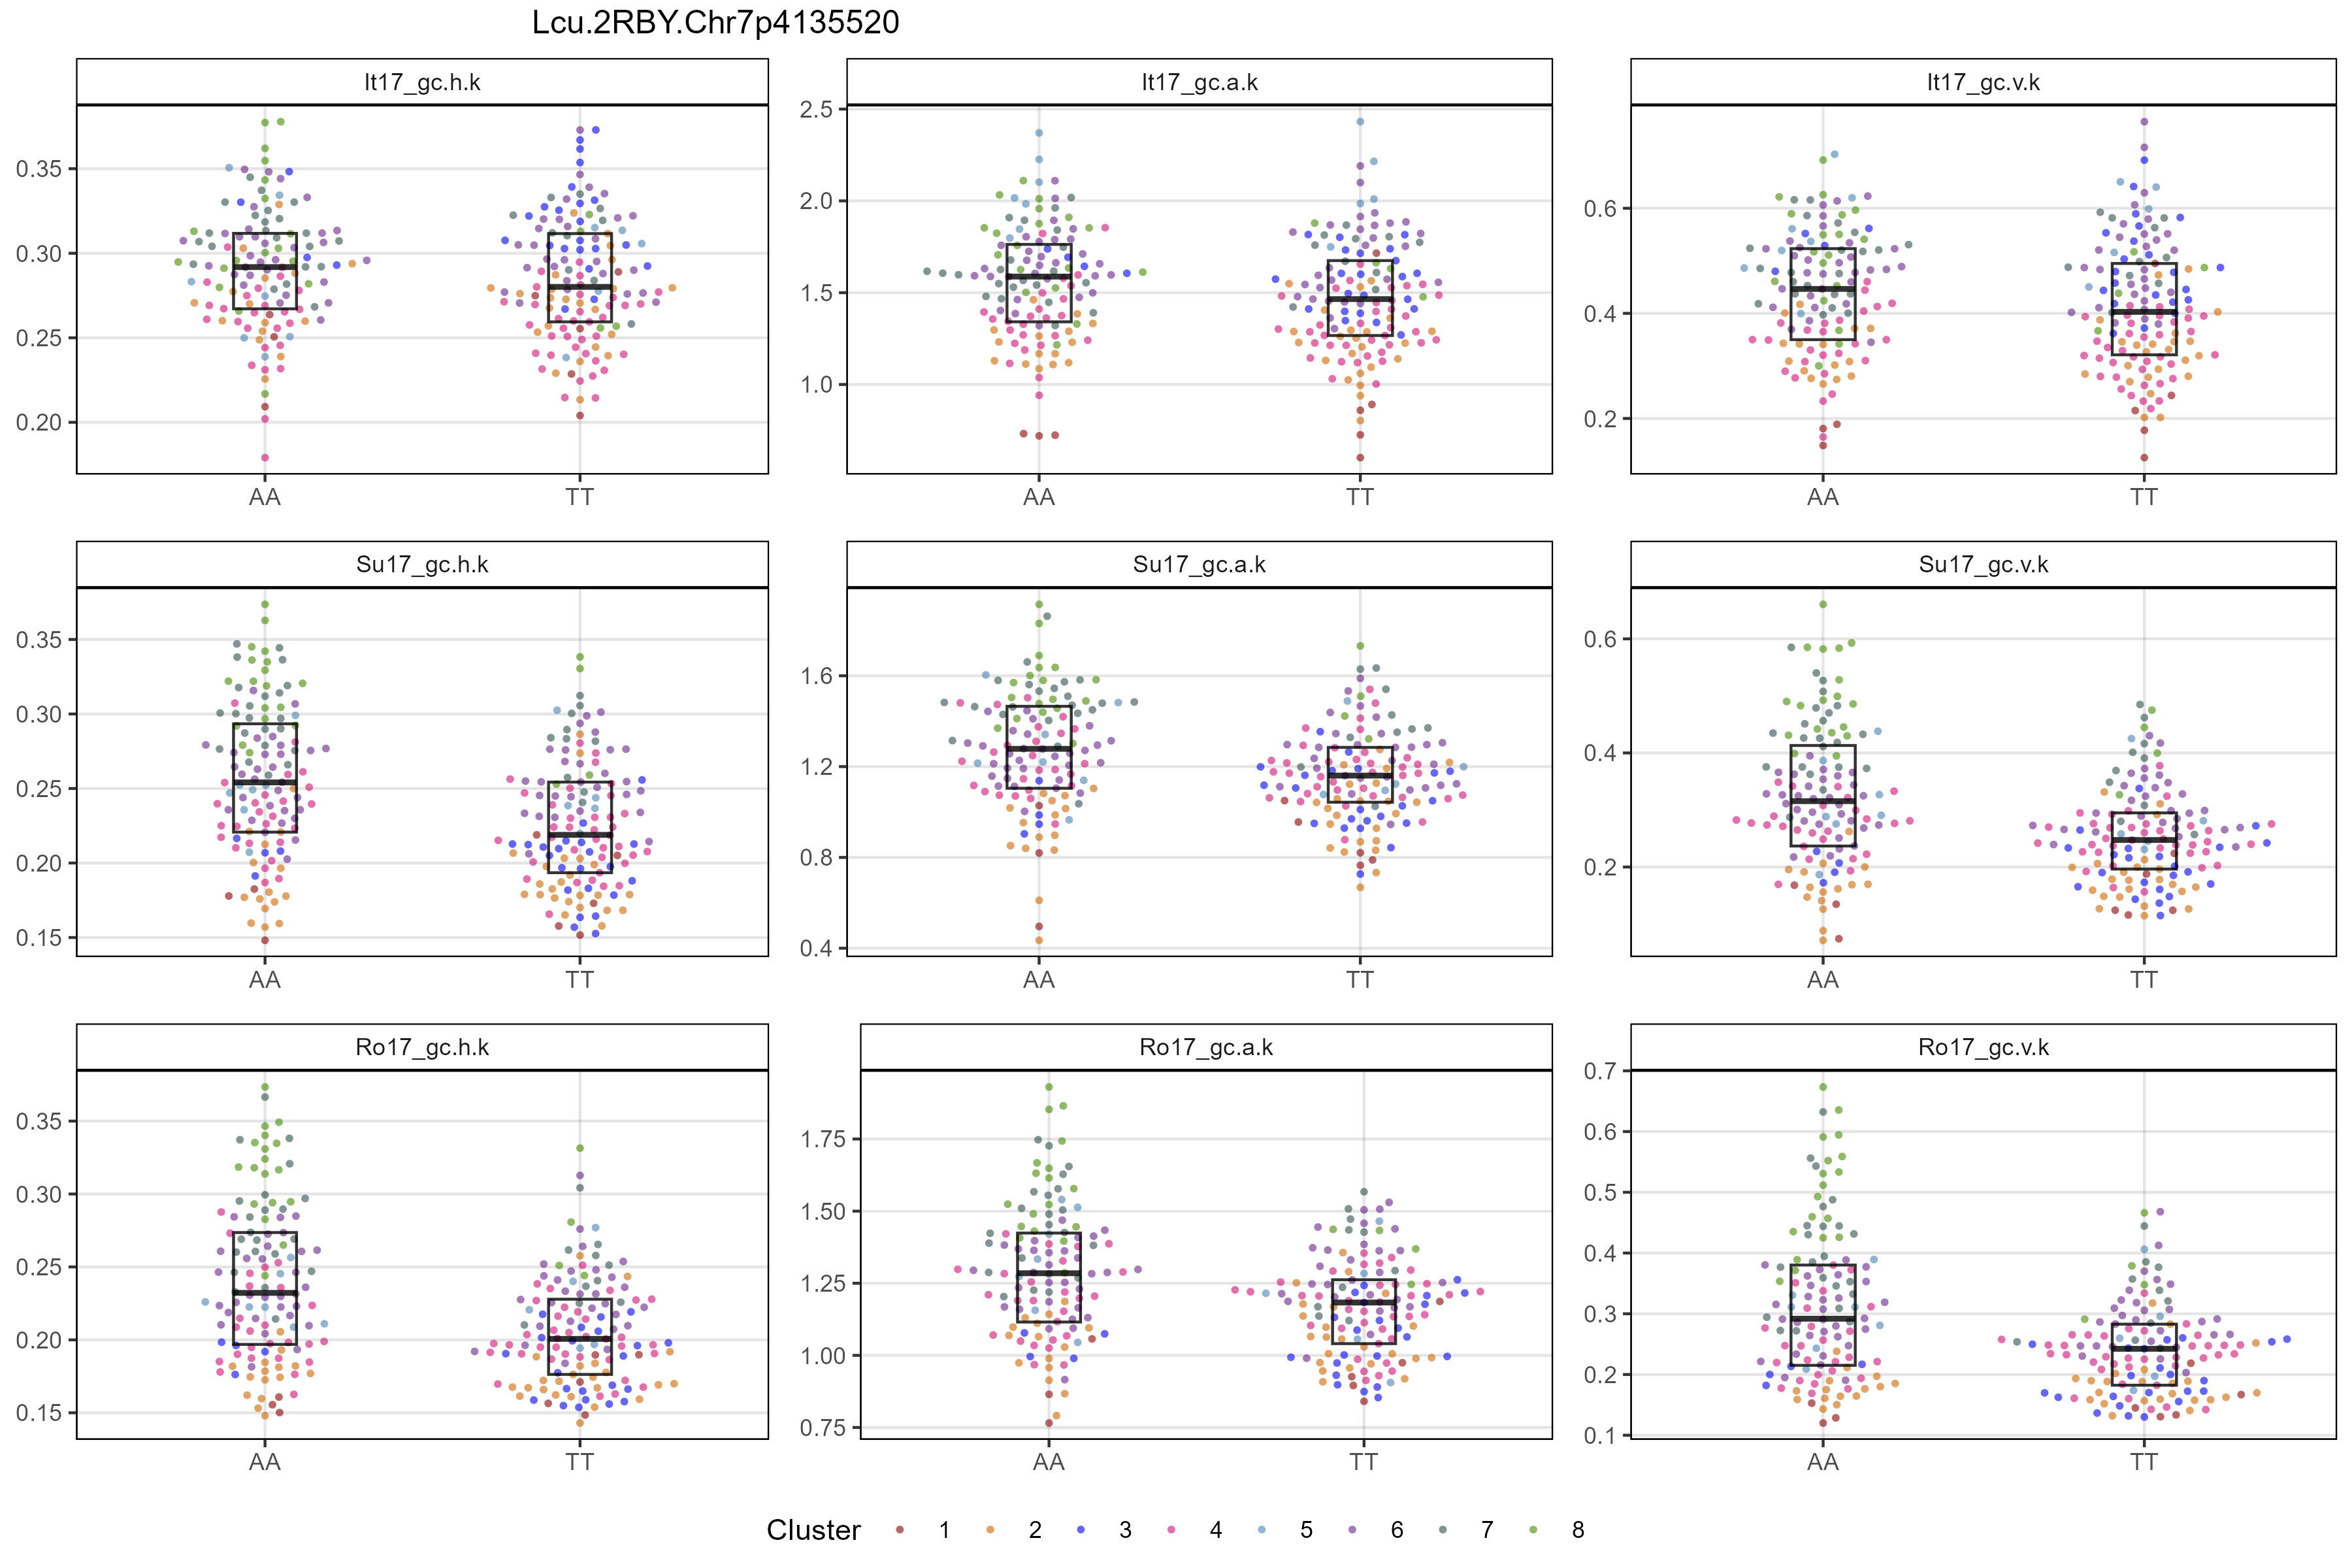 Lcu.2RBY.Chr7p4135520
It17_gc.h.k
It17_gc.a.k
It17_gc.v.k
0.35
0.30
0.25
0.20
AA
TT
2.5
2.0
1.5
1.0
AA
TT
0.6
0.4
0.2
AA
TT
Su17_gc.h.k
Su17_gc.a.k
Su17_gc.v.k
0.35
0.30
0.25
0.20
0.15
AA
TT
1.6
1.2
0.8
0.4
AA
TT
0.6
0.4
0.2
AA
TT
Ro17_gc.h.k
Ro17_gc.a.k
Ro17_gc.v.k
0.35
0.30
0.25
0.20
0.15
AA
TT
1.75
1.50
1.25
1.00
0.75
AA
TT
0.7
0.6
0.5
0.4
0.3
0.2
0.1
AA
TT
Cluster 1 2 3 4 5 6 7 8